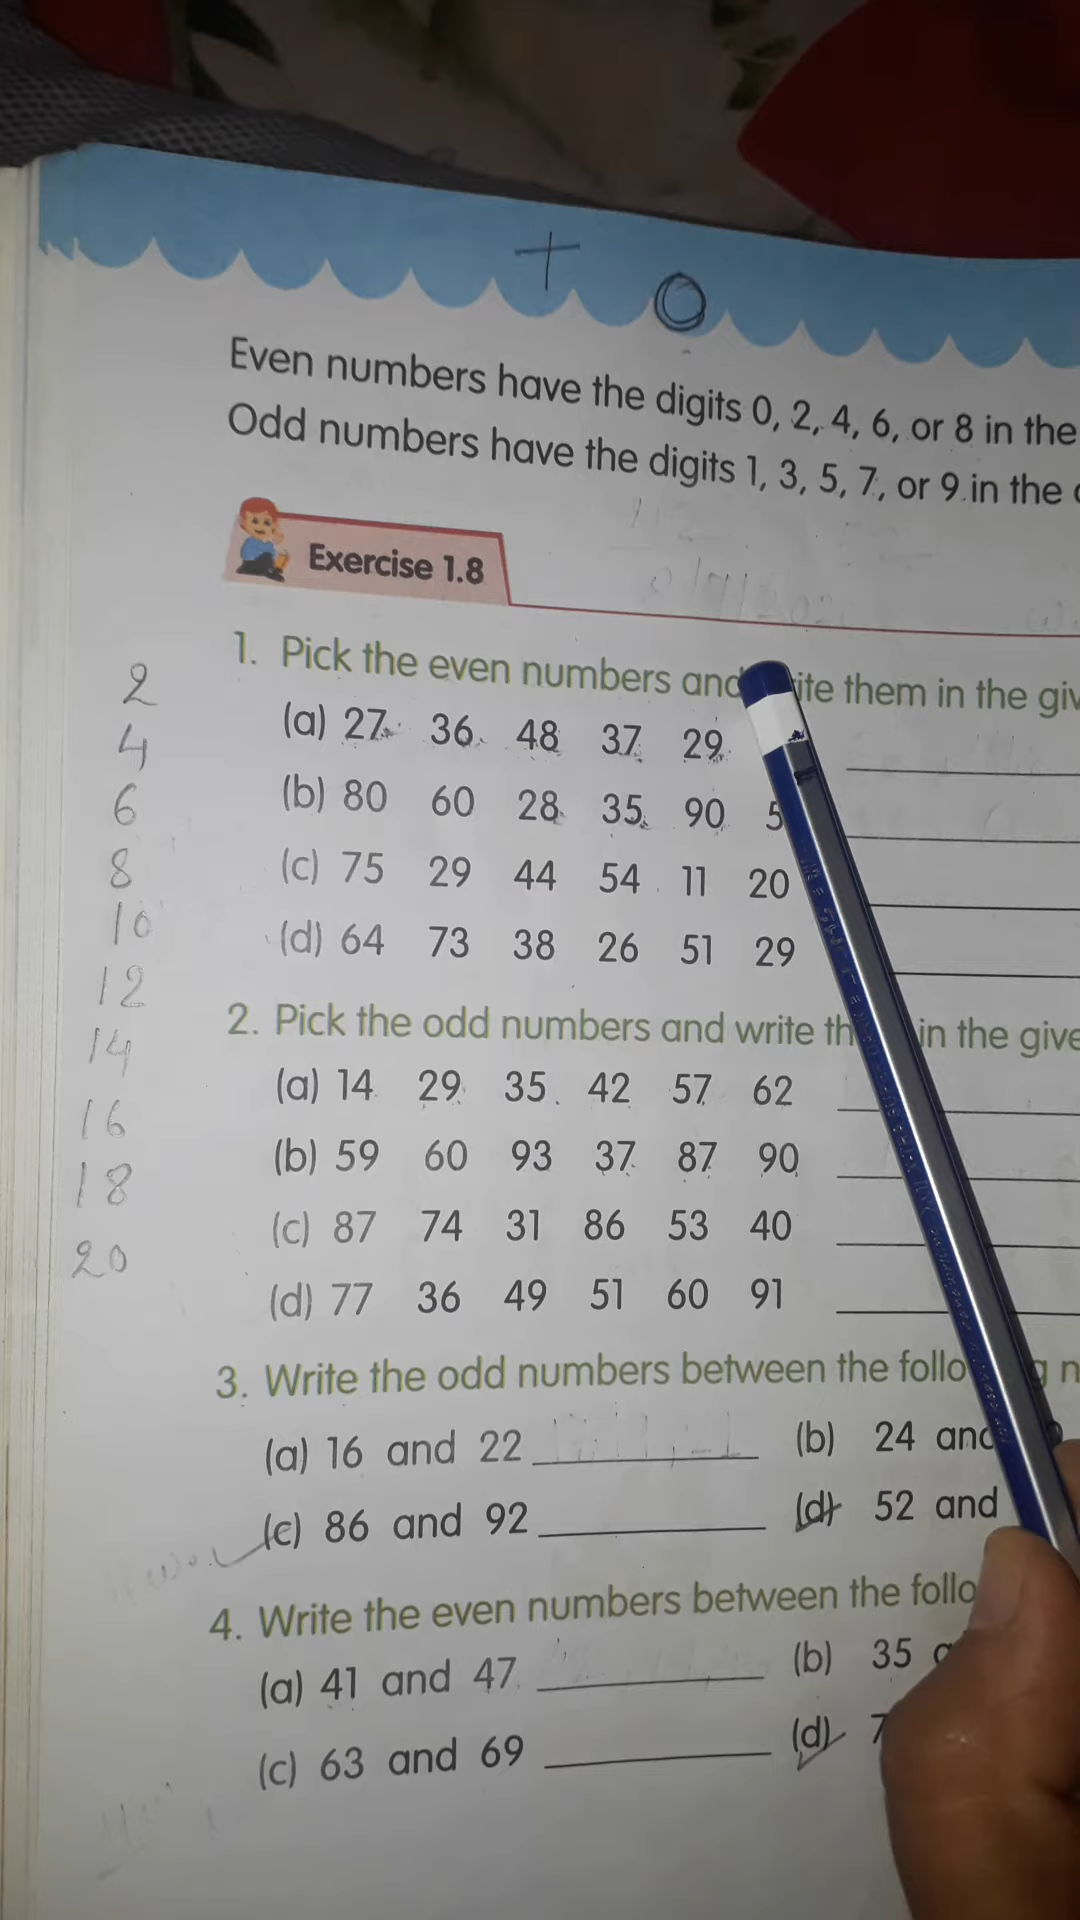 + O
Even numbers have the digits 0, 2, 4, 6, or 8 in the
Odd numbers have the digits 1, 3, 5, 7, or 9 in the
Exercise 1.8
1. Pick the even numbers and them in the
(a) 27 36 48 37 29
(b) 80 60 28 35 90
(c) 75 29 44 54 11 20
(d) 64 73 38 26 51 29
2. Pick the odd numbers and write in the
(a) 14 29 35 42 57 62
(b) 59 60 93 37 87 90
(c) 87 74 31 86 53 40
(d) 77 36 49 51 60 91
3. Write the odd numbers between the
(a) 16 and 22 (b) 24 and
(c) 86 and 92 (d) 52 and
4. Write the even numbers between the
(a) 41 and 47 (b) 35
(c) 63 and 69 (d)
2
4
6
8
10
12
14
16
18
20